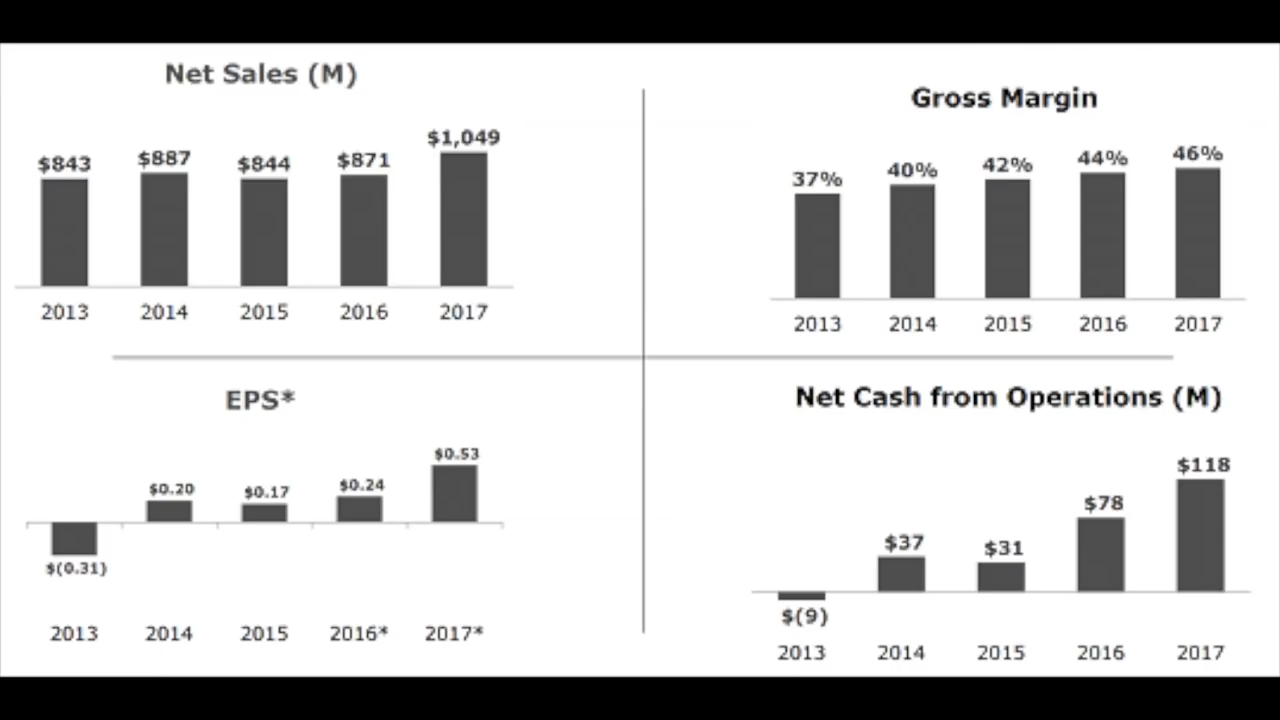 Net Sales (M)
$843 $887 $844 $871 $1,049
2013 2014 2015 2016 2017
Gross Margin
37% 40% 42% 44% 46%
2013 2014 2015 2016 2017
EPS*
$(0.31) $0.20 $0.17 $0.24 $0.53
2013 2014 2015 2016* 2017*
Net Cash from Operations (M)
$(9) $37 $31 $78 $118
2013 2014 2015 2016 2017